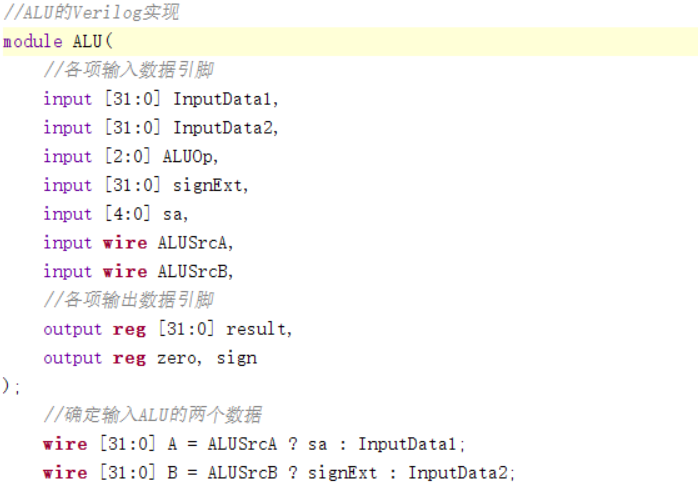 //ALU的Verilog实现
module ALU(
//各项输入数据引脚
input [31:0] InputData1,
input [31:0] InputData2,
input [2:0] ALUOp,
input [31:0] signExt,
input [4:0] sa,
input wire ALUSrcA,
input wire ALUSrcB,
//各项输出数据引脚
output reg [31:0] result,
output reg zero, sign
);
//确定输入ALU的两个数据
wire [31:0] A = ALUSrcA ? sa : InputData1;
wire [31:0] B = ALUSrcB ? signExt : InputData2;